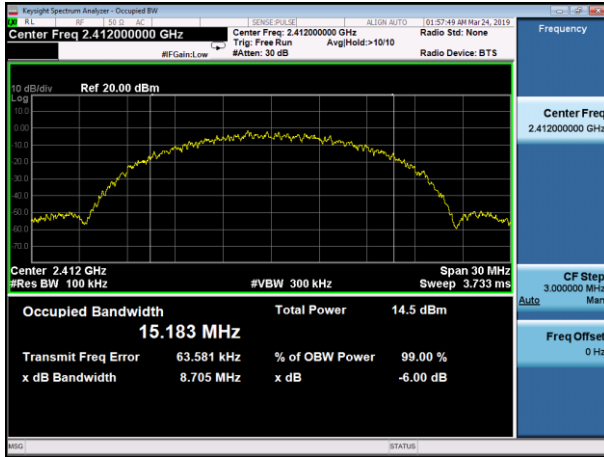 Keysight Spectrum Analyzer - Occupied BW
RL RF 50 Ω AC SENSE:PULSE ALIGN AUTO 01:57:49 AM Mar 24, 2019
Center Freq 2.412000000 GHz
Center Freq: 2.412000000 GHz
Radio Std: None
Trig: Free Run Avg|Hold:>10/10
#IFGain:Low #Atten: 30 dB Radio Device: BTS
10 dB/div Ref 20.00 dBm
Log
10.0
0.00
-10.0
-20.0
-30.0
-40.0
-50.0
-60.0
-70.0
Center 2.412 GHz Span 30 MHz
#Res BW 100 kHz #VBW 300 kHz Sweep 3.733 ms
Occupied Bandwidth Total Power 14.5 dBm
15.183 MHz
Transmit Freq Error 63.581 kHz % of OBW Power 99.00 %
x dB Bandwidth 8.705 MHz x dB -6.00 dB
MSG STATUS
Frequency
Center Freq
2.412000000 GHz
CF Step
3.000000 MHz
Auto Man
Freq Offset
0 Hz